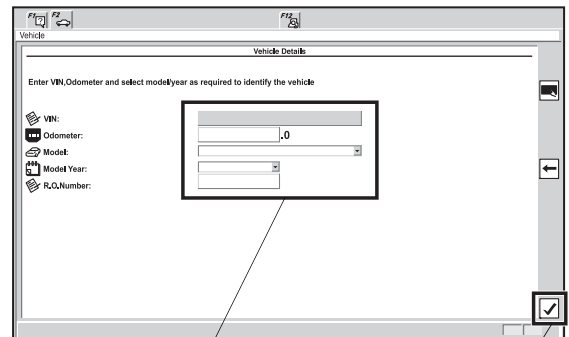 F1 F2 F12
Vehicle
Vehicle Details
Enter VIN,Odometer and select model/year as required to identify the vehicle
VIN:
Odometer: .0
Model:
Model Year:
R.O.Number: